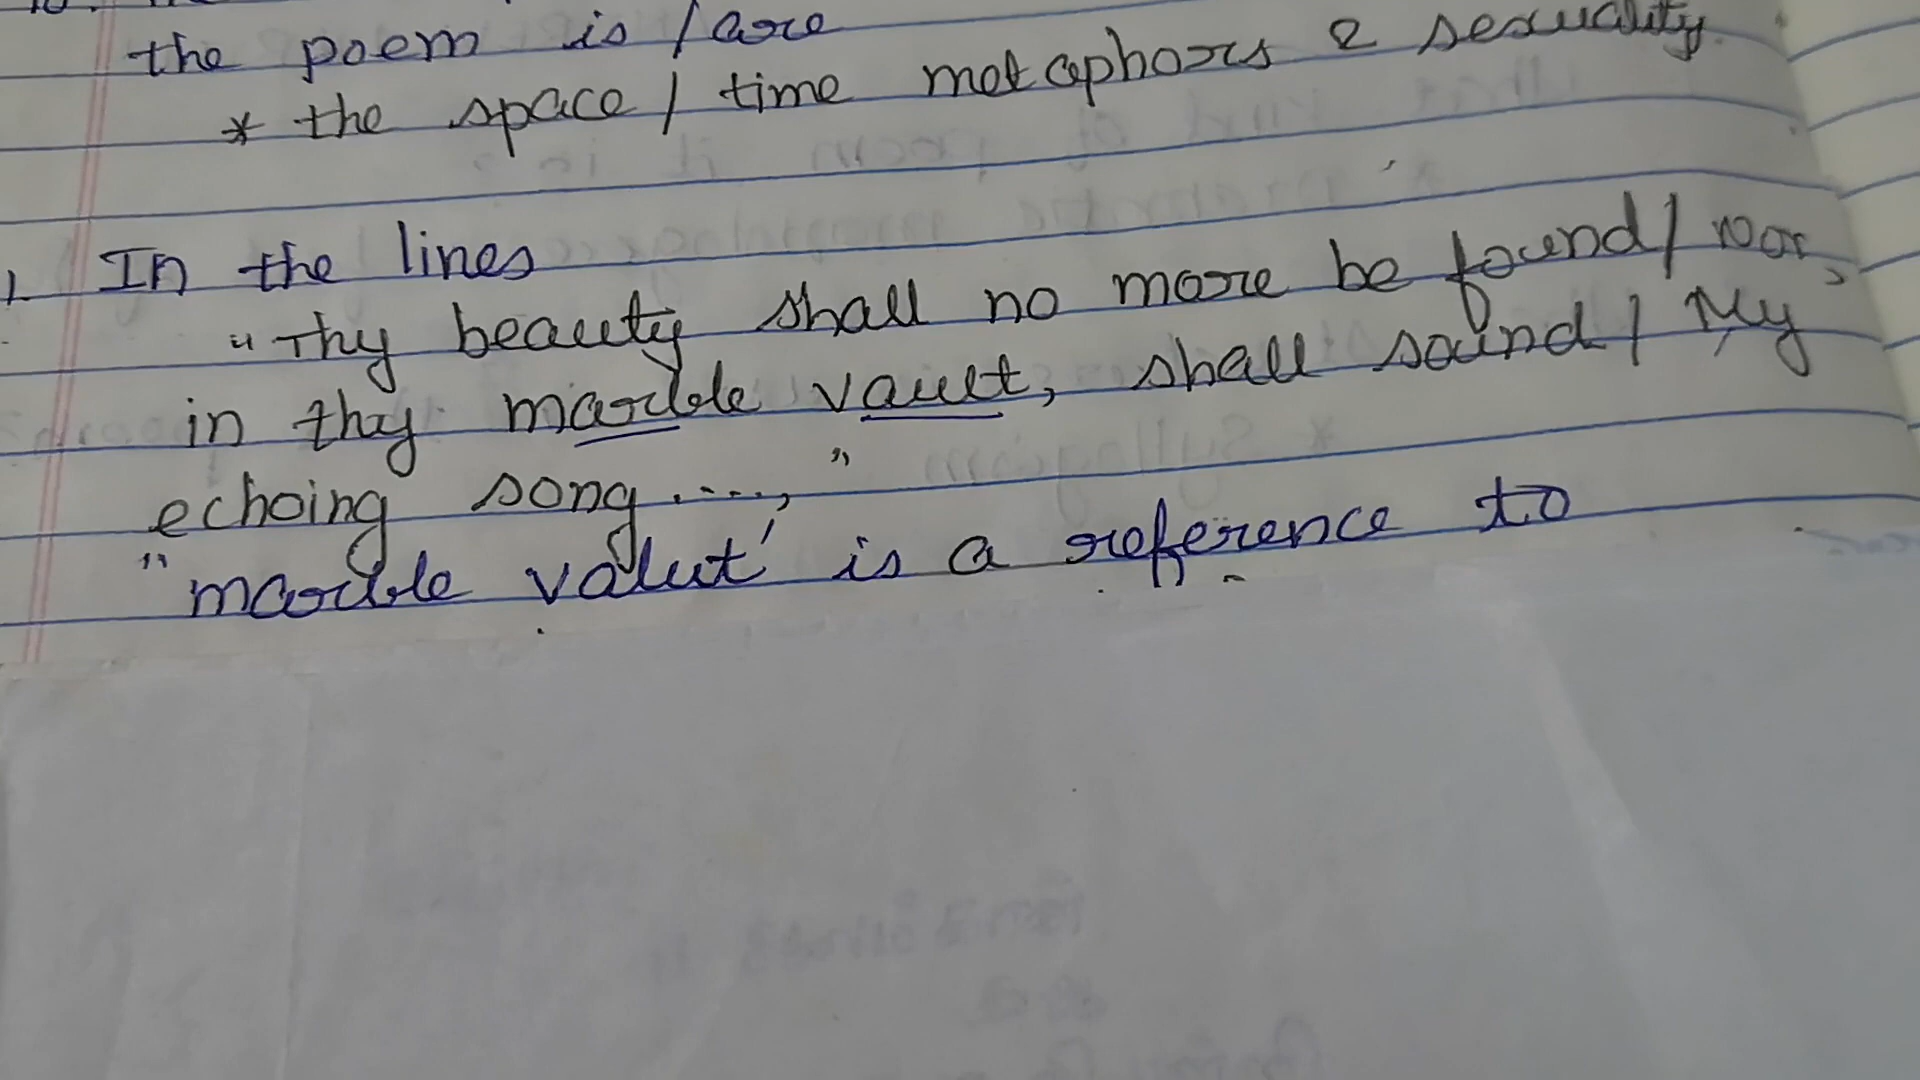 the poem is / are
* the space / time metaphors & sexuality.
1. In the lines
"Thy beauty shall no more be found / nor,
in thy marble vault, shall sound / My
echoing song....,"
"marble valut' is a reference to